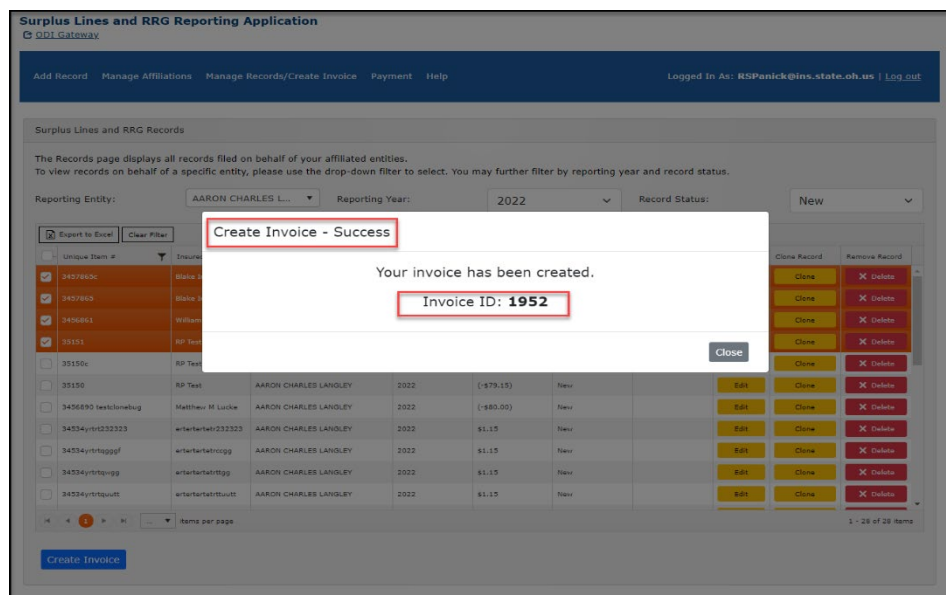 Surplus Lines and RRG Reporting Application
ODI Gateway
Add Record Manage Affiliations Manage Records/Create Invoice Payment Help Logged In As: RSPanick@ins.state.oh.us | Log out
Surplus Lines and RRG Records
The Records page displays all records filed on behalf of your affiliated entities.
To view records on behalf of a specific entity, please use the drop-down filter to select. You may further filter by reporting year and record status.
Reporting Entity: AARON CHARLES L... Reporting Year: 2022 Record Status: New
Export to Excel Clear Filter
Create Invoice - Success
Your invoice has been created.
Invoice ID: 1952
Close
Unique Item # Insured Clone Record Remove Record
3457865c Blake Clone Delete
3457865 Blake Clone Delete
3456861 William Clone Delete
35151 RP Test Clone Delete
35150c RP Test Clone Delete
35150 RP Test AARON CHARLES LANGLEY 2022 (-$79.15) New Edit Clone Delete
3456890 testclonebug Matthew M Luckie AARON CHARLES LANGLEY 2022 (-$80.00) New Edit Clone Delete
34534yrtrt232323 ertertertetr232323 AARON CHARLES LANGLEY 2022 $1.15 New Edit Clone Delete
AARON CHARLES LANGLEY 2022 $1.15 New Edit Clone Delete
AARON CHARLES LANGLEY 2022 $1.15 New Edit Clone Delete
AARON CHARLES LANGLEY 2022 $1.15 New Edit Clone Delete
1 ... items per page 1 - 28 of 28 items
Create Invoice